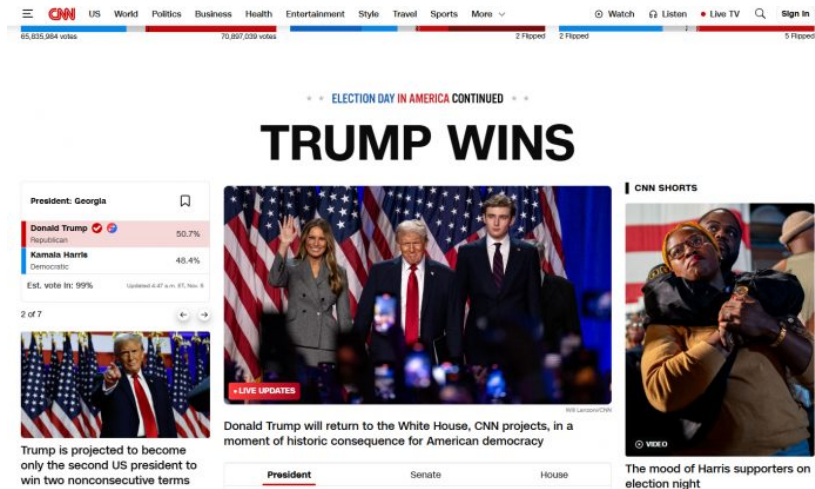 CNN US World Politics Business Health Entertainment Style Travel Sports More Watch Listen Live TV Sign in
65,835,984 votes 70,897,039 votes 2 Flipped 2 Flipped 5 Flipped
ELECTION DAY IN AMERICA CONTINUED
TRUMP WINS
President: Georgia
Donald Trump
Republican
50.7%
Kamala Harris
Democratic
48.4%
Est. vote in: 99% Updated 4:47 a.m. ET, Nov. 6
2 of 7
Trump is projected to become
only the second US president to
win two nonconsecutive terms
LIVE UPDATES
Will Lanzoni/CNN
Donald Trump will return to the White House, CNN projects, in a
moment of historic consequence for American democracy
President Senate House
CNN SHORTS
VIDEO
The mood of Harris supporters on
election night